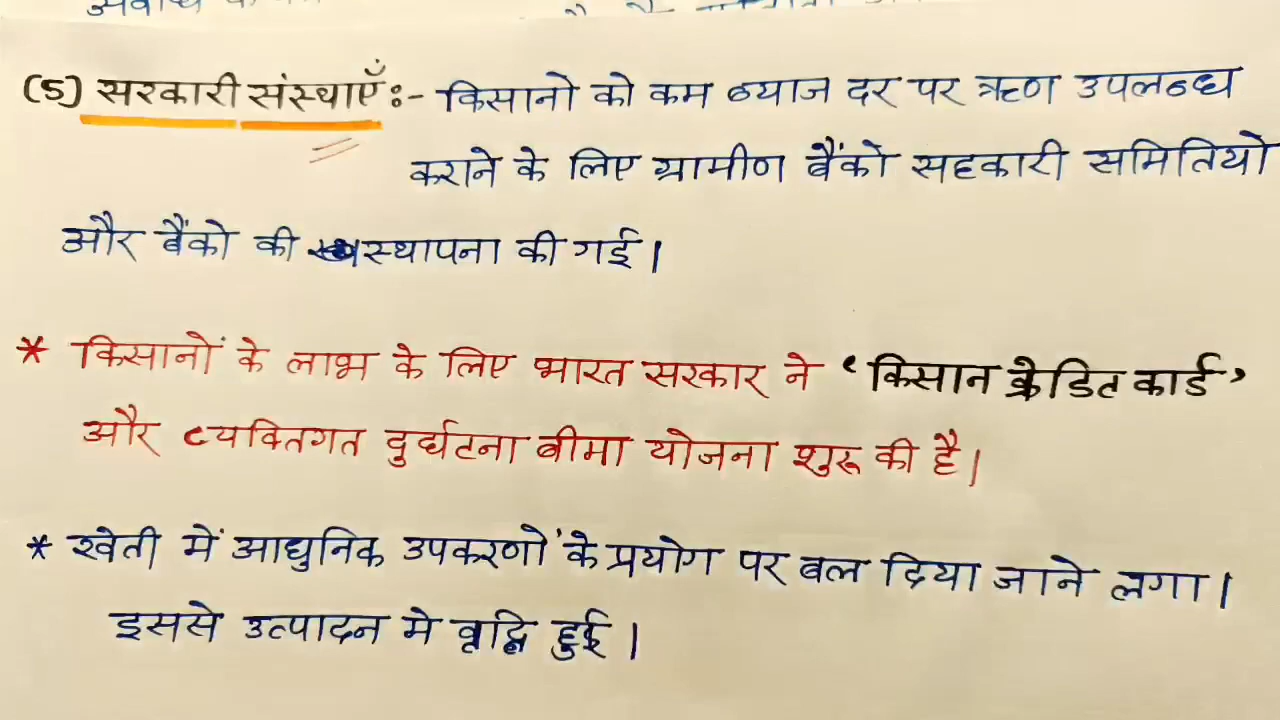 (5) सरकारी संस्थाएँ :- किसानो को कम ब्याज दर पर ऋण उपलब्ध
कराने के लिए ग्रामीण बैंको सहकारी समितियो
और बैंको की स्थापना की गई।
* किसानों के लाभ के लिए भारत सरकार ने ‘किसान क्रेडिट कार्ड’
और व्यक्तिगत दुर्घटना बीमा योजना शुरू की है।
* खेती में आधुनिक उपकरणों के प्रयोग पर बल दिया जाने लगा।
इससे उत्पादन मे वृद्धि हुई।